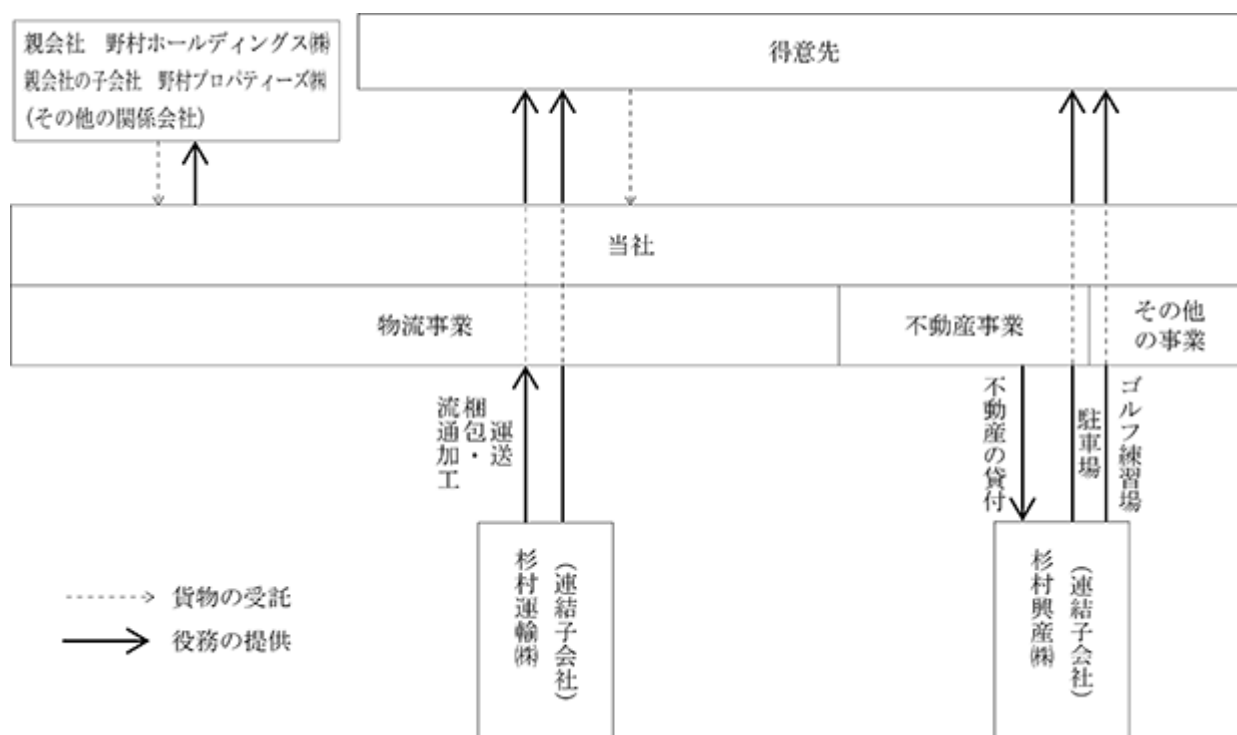 親会社　野村ホールディングス㈱
親会社の子会社　野村プロパティーズ㈱
(その他の関係会社)
得意先
当社
物流事業
不動産事業
その他
の事業
運送
梱包・
流通加工
不動産の貸付
駐車場
ゴルフ練習場
(連結子会社)
杉村運輸㈱
(連結子会社)
杉村興産㈱
貨物の受託
役務の提供